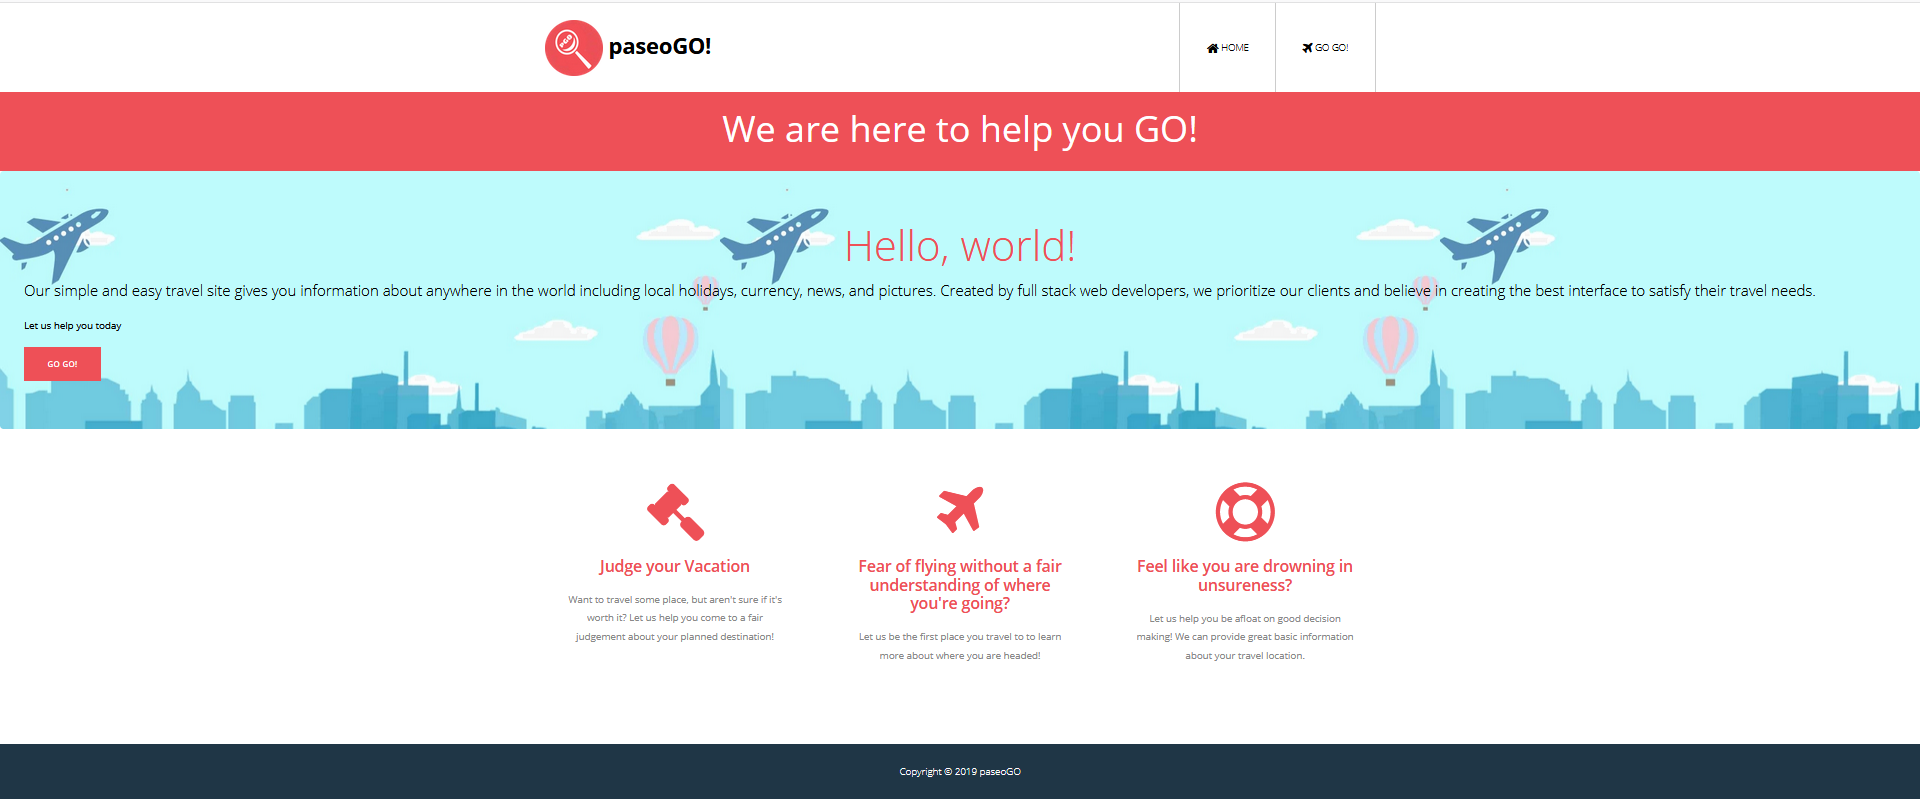 paseoGO!
HOME
GO GO!
We are here to help you GO!
Hello, world!
Our simple and easy travel site gives you information about anywhere in the world including local holidays, currency, news, and pictures. Created by full stack web developers, we prioritize our clients and believe in creating the best interface to satisfy their travel needs.
Let us help you today
GO GO!
Judge your Vacation
Want to travel some place, but aren't sure if it's
worth it? Let us help you come to a fair
judgement about your planned destination!
Fear of flying without a fair
understanding of where
you're going?
Let us be the first place you travel to to learn
more about where you are headed!
Feel like you are drowning in
unsureness?
Let us help you be afloat on good decision
making! We can provide great basic information
about your travel location.
Copyright © 2019 paseoGO